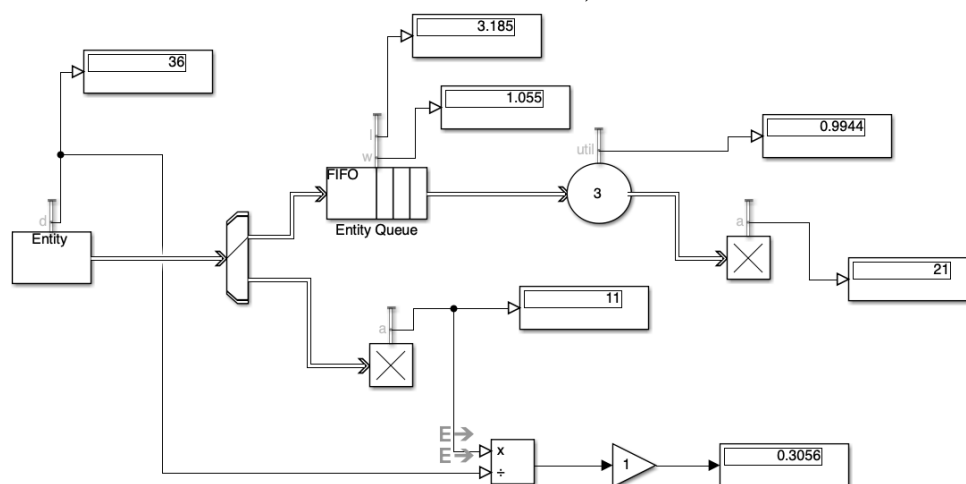 3.185
36
1.055
0.9944
l
w
util
FIFO
3
d
Entity
Entity Queue
a
21
11
a
E
E
x
÷
1
0.3056